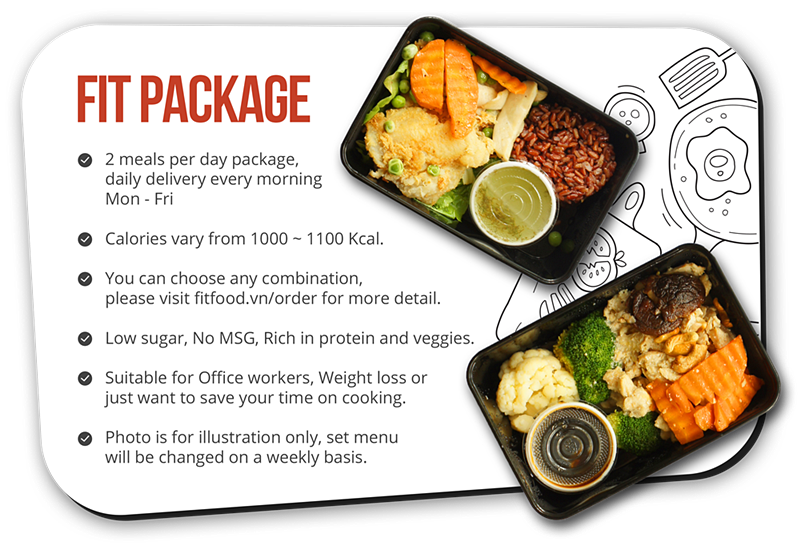 FIT PACKAGE
2 meals per day package,
daily delivery every morning
Mon - Fri
Calories vary from 1000 ~ 1100 Kcal.
You can choose any combination,
please visit fitfood.vn/order for more detail.
Low sugar, No MSG, Rich in protein and veggies.
Suitable for Office workers, Weight loss or
just want to save your time on cooking.
Photo is for illustration only, set menu
will be changed on a weekly basis.